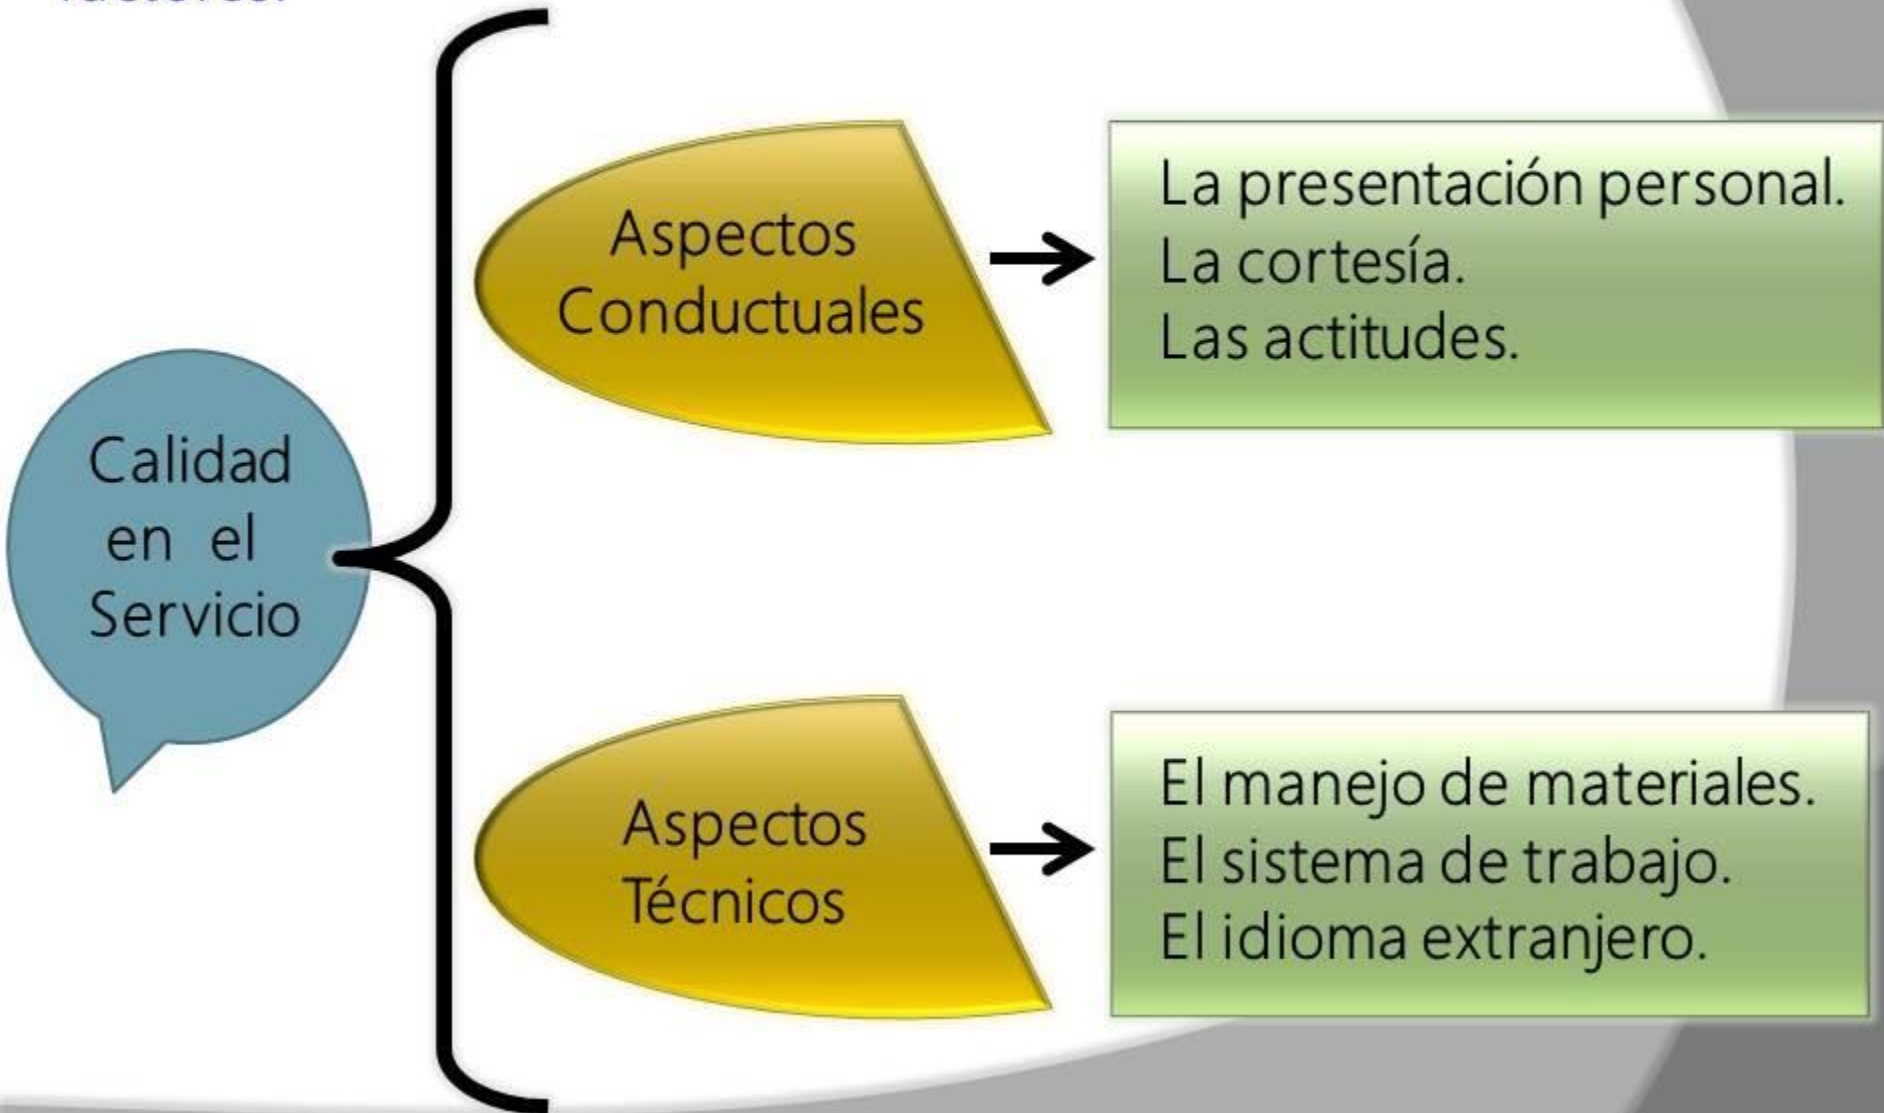 Calidad
en el
Servicio
Aspectos
Conductuales
La presentación personal.
La cortesía.
Las actitudes.
Aspectos
Técnicos
El manejo de materiales.
El sistema de trabajo.
El idioma extranjero.